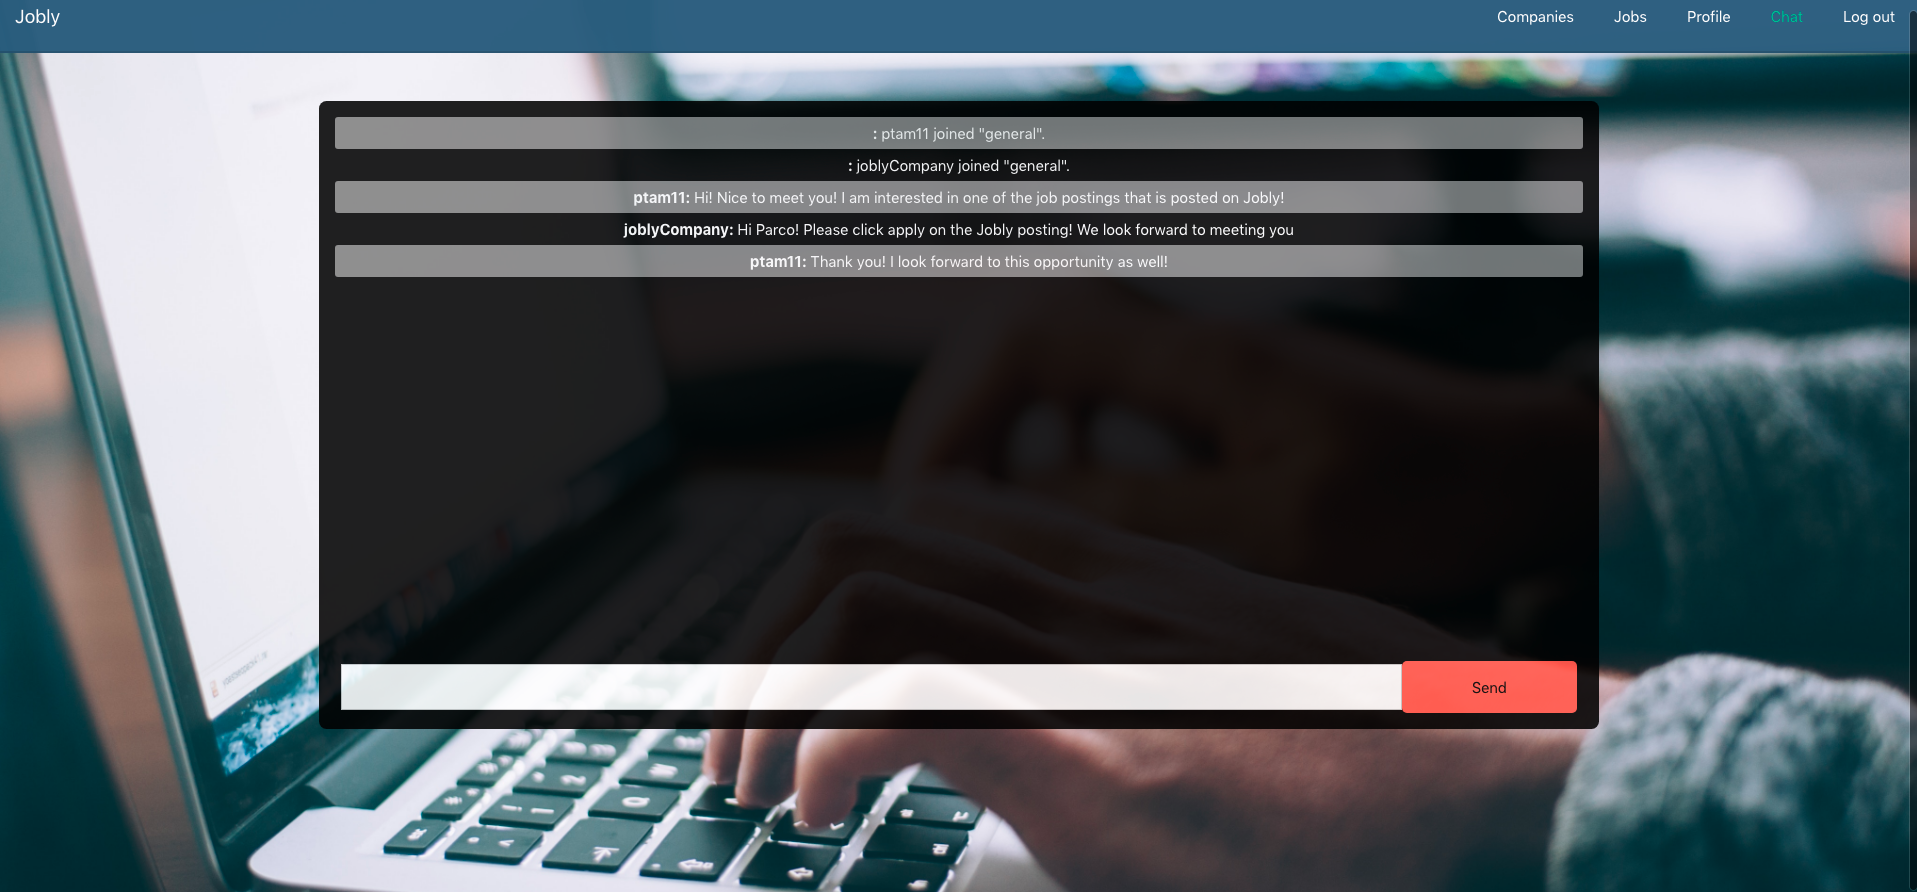 Jobly
Companies Jobs Profile Chat Log out
: ptam11 joined "general".
: joblyCompany joined "general".
ptam11: Hi! Nice to meet you! I am interested in one of the job postings that is posted on Jobly!
joblyCompany: Hi Parco! Please click apply on the Jobly posting! We look forward to meeting you
ptam11: Thank you! I look forward to this opportunity as well!
Send